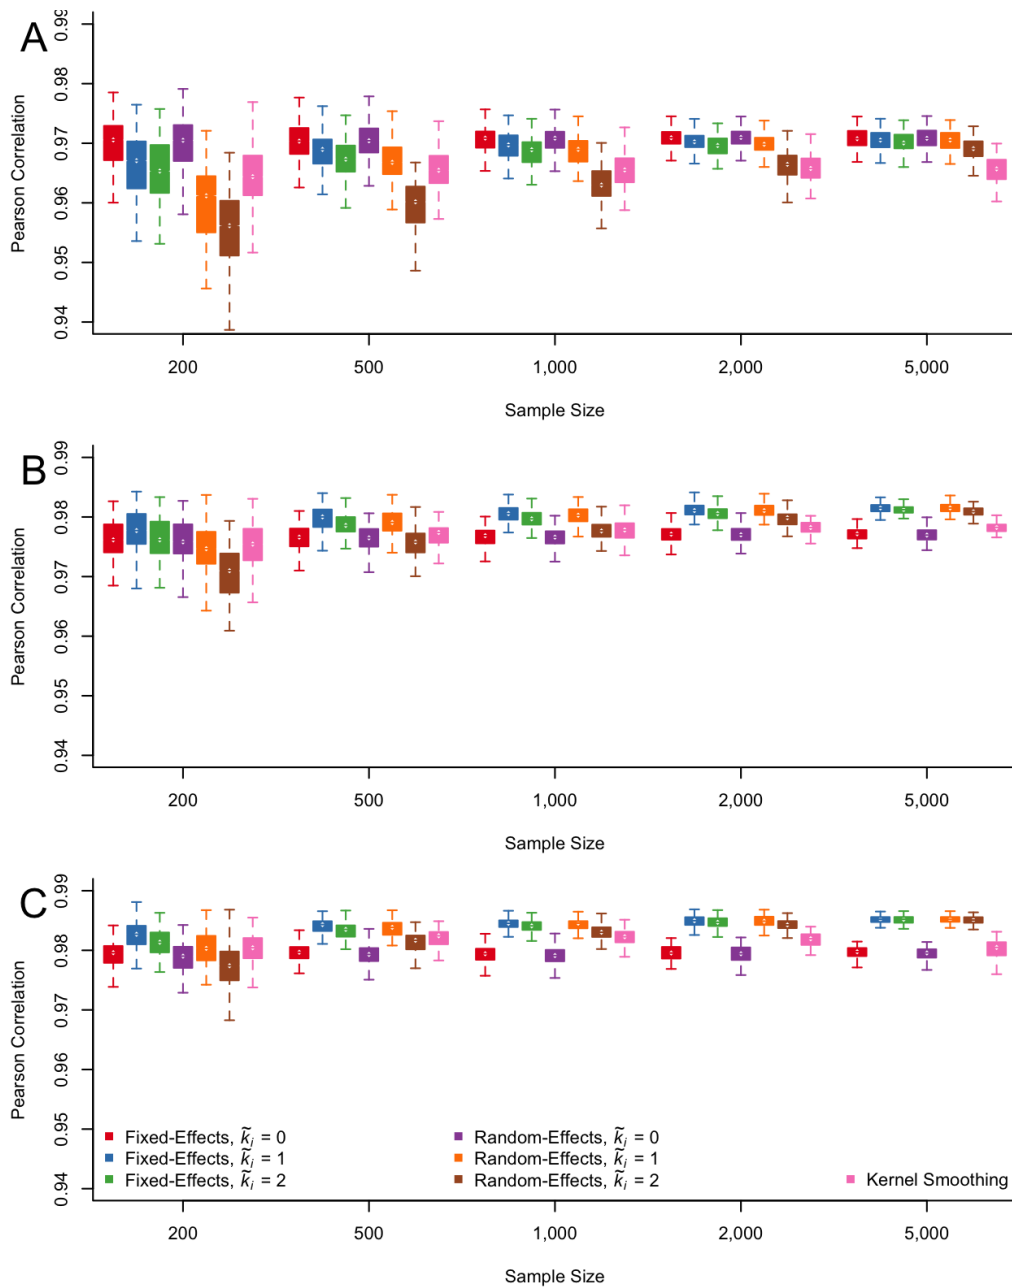 A
Pearson Correlation
0.99
0.98
0.97
0.96
0.95
0.94
200 500 1,000 2,000 5,000
Sample Size
B
Pearson Correlation
0.99
0.98
0.97
0.96
0.95
0.94
200 500 1,000 2,000 5,000
Sample Size
C
Pearson Correlation
0.99
0.98
0.97
0.96
0.95
0.94
Fixed-Effects, k̃ᵢ = 0
Fixed-Effects, k̃ᵢ = 1
Fixed-Effects, k̃ᵢ = 2
Random-Effects, k̃ᵢ = 0
Random-Effects, k̃ᵢ = 1
Random-Effects, k̃ᵢ = 2
Kernel Smoothing
200 500 1,000 2,000 5,000
Sample Size